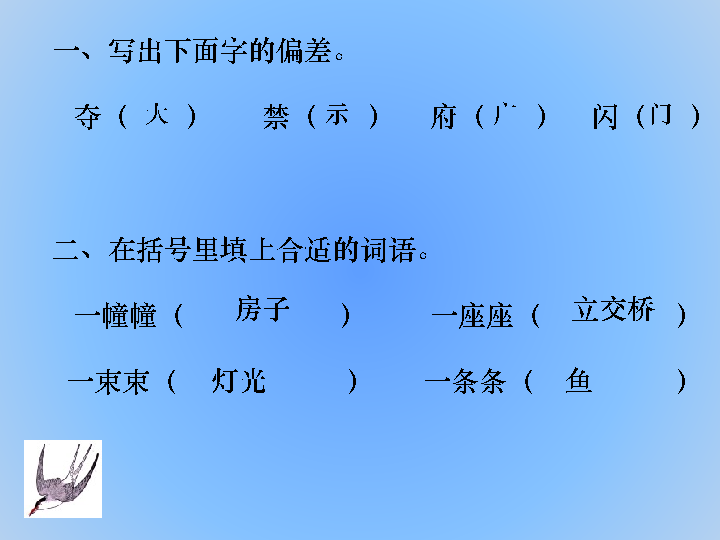 一、写出下面字的偏差。
夺（大） 禁（示） 府（广） 闪（门）
二、在括号里填上合适的词语。
一幢幢（房子） 一座座（立交桥）
一束束（灯光） 一条条（鱼）